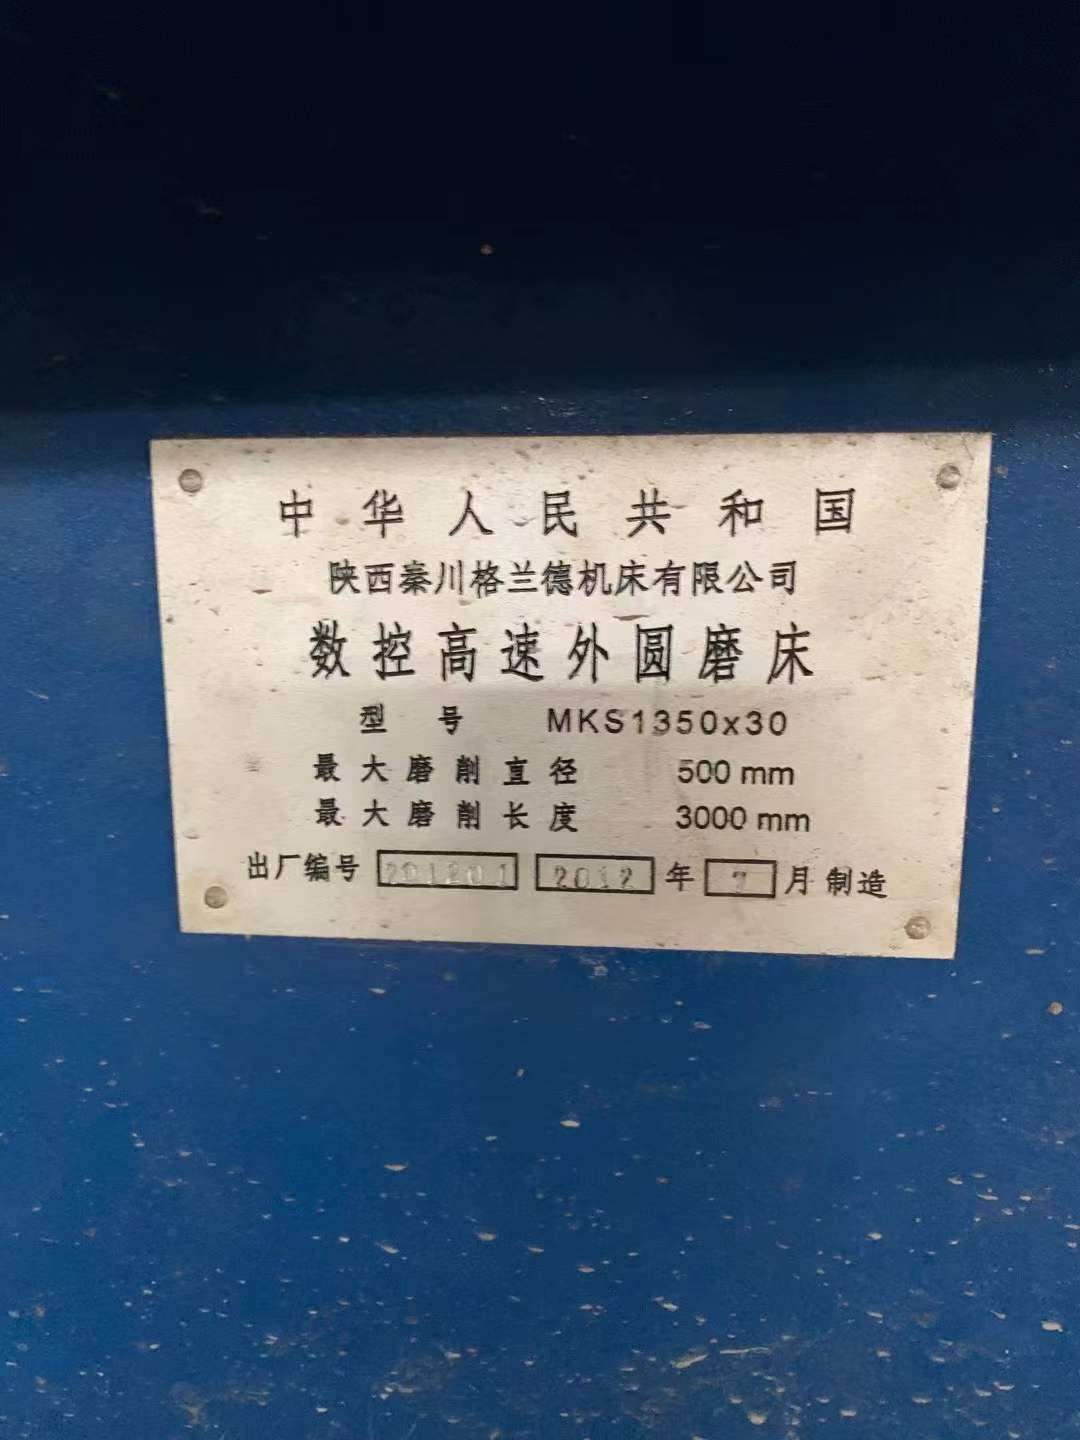 中华人民共和国
陕西秦川格兰德机床有限公司
数控高速外圆磨床
型号 MKS1350x30
最大磨削直径 500 mm
最大磨削长度 3000 mm
出厂编号 201201 2012 年 7 月 制造